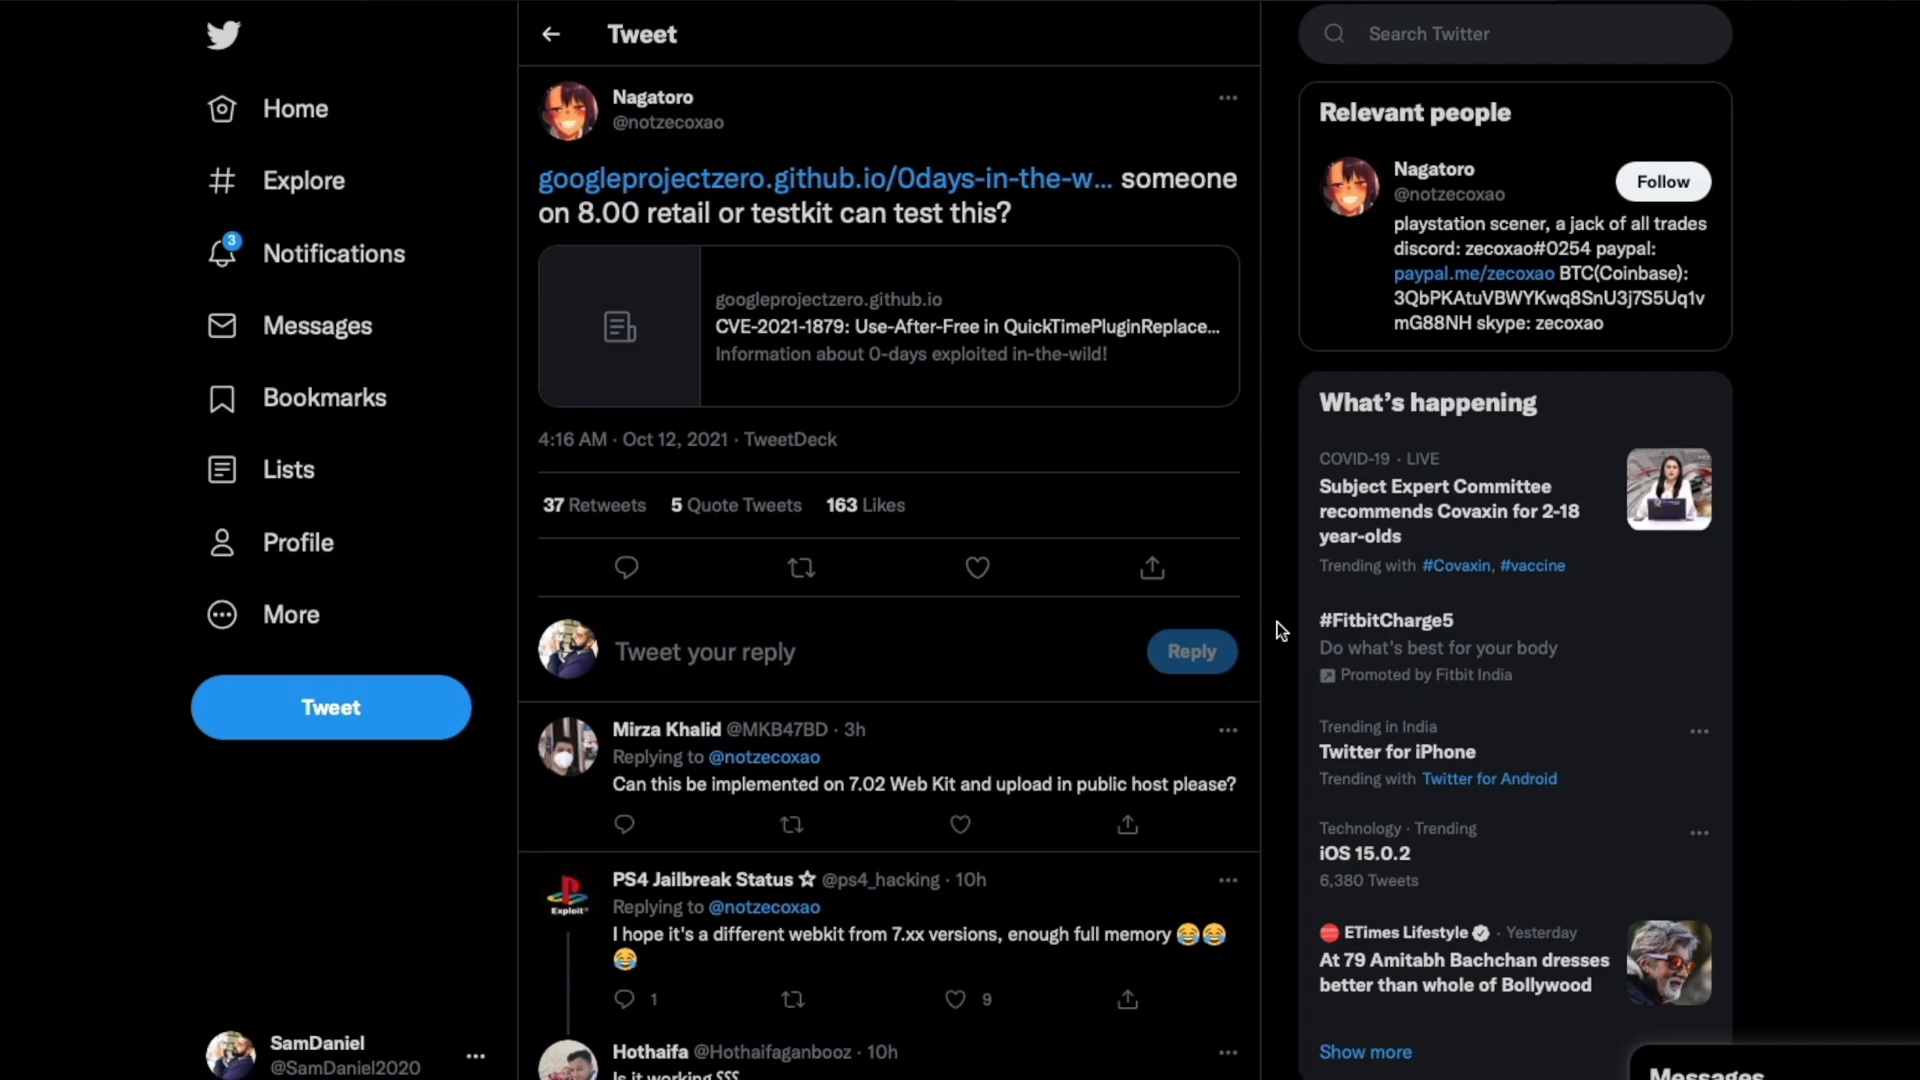 Home
Explore
3
Notifications
Messages
Bookmarks
Lists
Profile
More
Tweet
SamDaniel
@SamDaniel2020
Tweet
Nagatoro
@notzecoxao
googleprojectzero.github.io/0days-in-the-w... someone
on 8.00 retail or testkit can test this?
googleprojectzero.github.io
CVE-2021-1879: Use-After-Free in QuickTimePluginReplace...
Information about 0-days exploited in-the-wild!
4:16 AM · Oct 12, 2021 · TweetDeck
37 Retweets 5 Quote Tweets 163 Likes
Tweet your reply
Reply
Mirza Khalid @MKB47BD · 3h
Replying to @notzecoxao
Can this be implemented on 7.02 Web Kit and upload in public host please?
Exploit
PS4 Jailbreak Status ☆ @ps4_hacking · 10h
Replying to @notzecoxao
I hope it's a different webkit from 7.xx versions, enough full memory 😂😂
😂
1 9
Hothaifa @Hothaifaganbooz · 10h
Is it working $$$
Search Twitter
Relevant people
Nagatoro
@notzecoxao
Follow
playstation scener, a jack of all trades
discord: zecoxao#0254 paypal:
paypal.me/zecoxao BTC(Coinbase):
3QbPKAtuVBWYKwq8SnU3j7S5Uq1v
mG88NH skype: zecoxao
What's happening
COVID-19 · LIVE
Subject Expert Committee
recommends Covaxin for 2-18
year-olds
Trending with #Covaxin, #vaccine
#FitbitCharge5
Do what's best for your body
Promoted by Fitbit India
Trending in India
Twitter for iPhone
Trending with Twitter for Android
Technology · Trending
iOS 15.0.2
6,380 Tweets
ETimes Lifestyle · Yesterday
At 79 Amitabh Bachchan dresses
better than whole of Bollywood
Show more
Messages